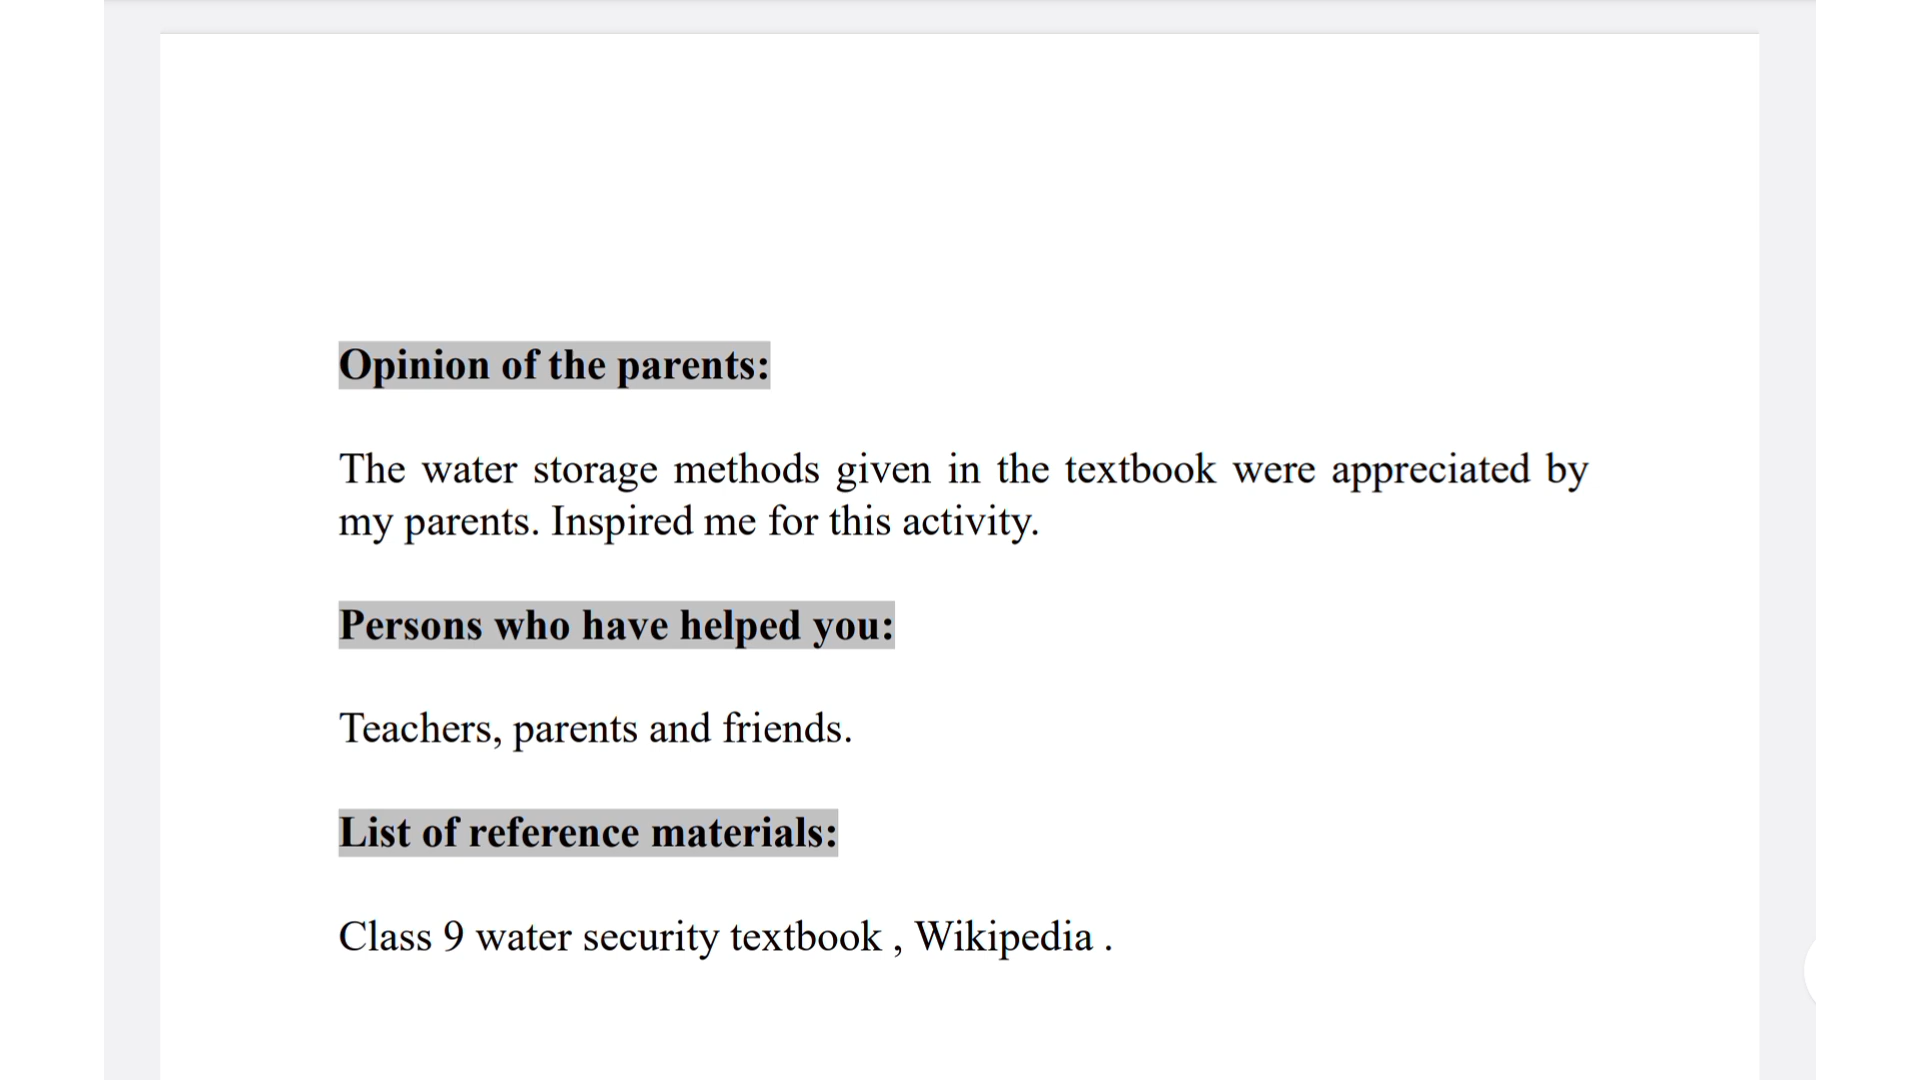 Opinion of the parents:
The water storage methods given in the textbook were appreciated by
my parents. Inspired me for this activity.
Persons who have helped you:
Teachers, parents and friends.
List of reference materials:
Class 9 water security textbook , Wikipedia .